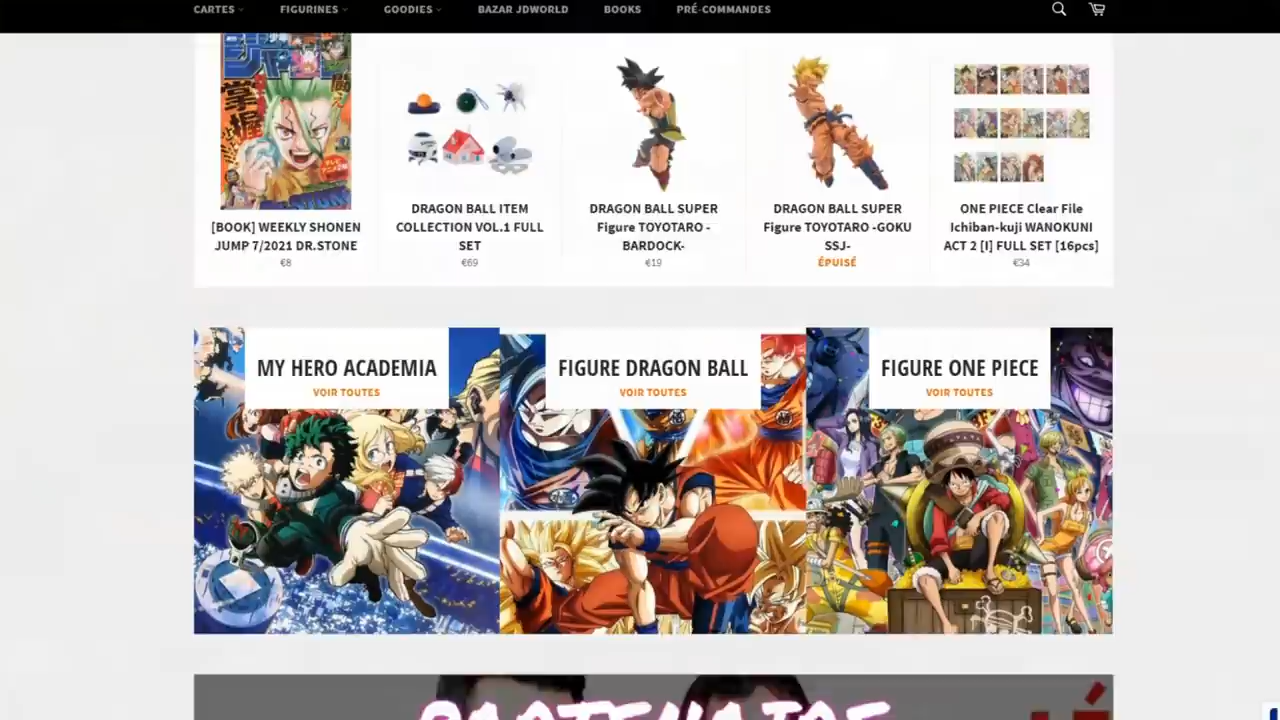 CARTES
FIGURINES
GOODIES
BAZAR JDWORLD
BOOKS
PRÉ-COMMANDES
[BOOK] WEEKLY SHONEN
JUMP 7/2021 DR.STONE
€8
DRAGON BALL ITEM
COLLECTION VOL.1 FULL
SET
€69
DRAGON BALL SUPER
Figure TOYOTARO -
BARDOCK-
€19
DRAGON BALL SUPER
Figure TOYOTARO -GOKU
SSJ-
ÉPUISÉ
ONE PIECE Clear File
Ichiban-kuji WANOKUNI
ACT 2 [I] FULL SET [16pcs]
€34
MY HERO ACADEMIA
VOIR TOUTES
FIGURE DRAGON BALL
VOIR TOUTES
FIGURE ONE PIECE
VOIR TOUTES
PARTENAIRE